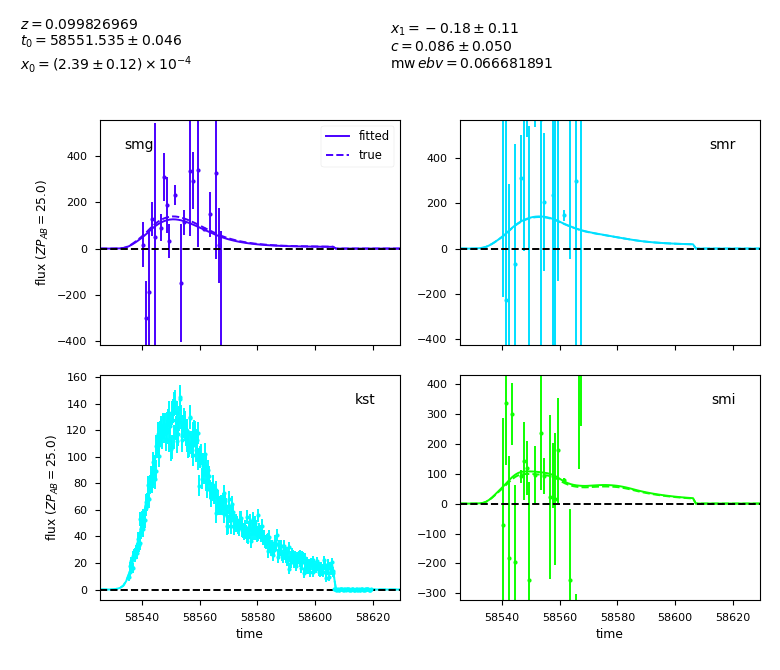 z = 0.099826969
t₀ = 58551.535 ± 0.046
x₀ = (2.39 ± 0.12) × 10⁻⁴
x₁ = −0.18 ± 0.11
c = 0.086 ± 0.050
mw ebv = 0.066681891
smg
fitted
true
400
200
0
−200
−400
flux (ZP_AB = 25.0)
smr
400
200
0
−200
−400
kst
160
140
120
100
80
60
40
20
0
flux (ZP_AB = 25.0)
58540 58560 58580 58600 58620
time
smi
400
300
200
100
0
−100
−200
−300
58540 58560 58580 58600 58620
time